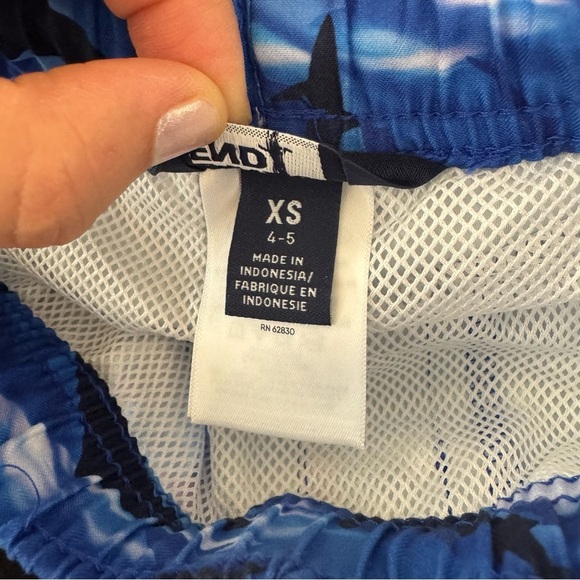 XS
4-5
MADE IN
INDONESIA/
FABRIQUE EN
INDONESIE
RN 62830